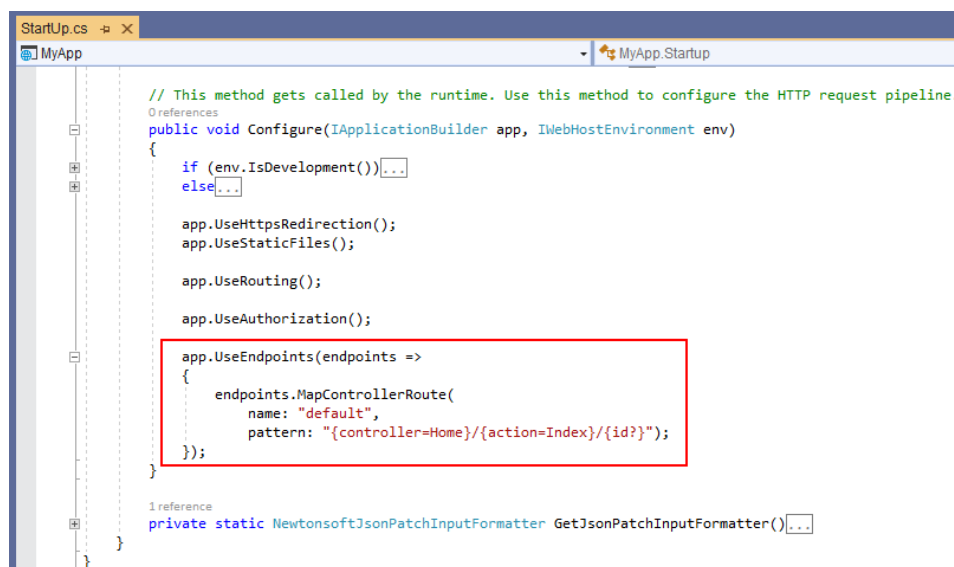 StartUp.cs
MyApp
MyApp.Startup
// This method gets called by the runtime. Use this method to configure the HTTP request pipeline
0 references
public void Configure(IApplicationBuilder app, IWebHostEnvironment env)
{
if (env.IsDevelopment())...
else...
app.UseHttpsRedirection();
app.UseStaticFiles();
app.UseRouting();
app.UseAuthorization();
app.UseEndpoints(endpoints =>
{
endpoints.MapControllerRoute(
name: "default",
pattern: "{controller=Home}/{action=Index}/{id?}");
});
}
1 reference
private static NewtonsoftJsonPatchInputFormatter GetJsonPatchInputFormatter()...
}
}